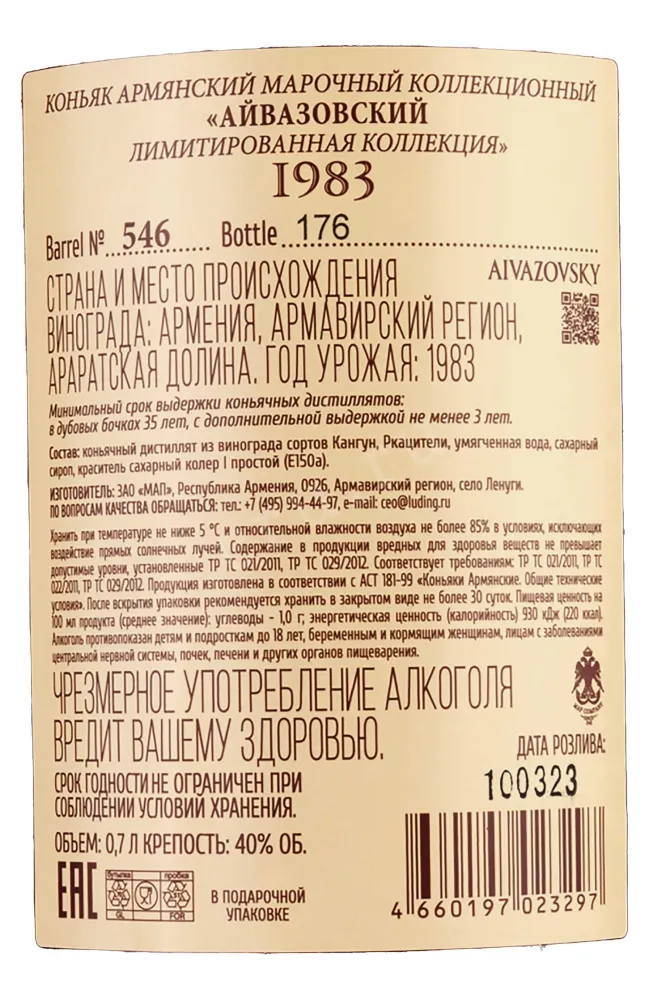 КОНЬЯК АРМЯНСКИЙ МАРОЧНЫЙ КОЛЛЕКЦИОННЫЙ
«АЙВАЗОВСКИЙ
ЛИМИТИРОВАННАЯ КОЛЛЕКЦИЯ»
1983
Barrel № 546 Bottle 176
AIVAZOVSKY
СТРАНА И МЕСТО ПРОИСХОЖДЕНИЯ
ВИНОГРАДА: АРМЕНИЯ, АРМАВИРСКИЙ РЕГИОН,
АРАРАТСКАЯ ДОЛИНА. ГОД УРОЖАЯ: 1983
Минимальный срок выдержки коньячных дистиллятов:
в дубовых бочках 35 лет, с дополнительной выдержкой не менее 3 лет.
Состав: коньячный дистиллят из винограда сортов Кангун, Ркацители, умягченная вода, сахарный
сироп, краситель сахарный колер I простой (Е150а).
ИЗГОТОВИТЕЛЬ: ЗАО «МАП», Республика Армения, 0926, Армавирский регион, село Ленуги.
ПО ВОПРОСАМ КАЧЕСТВА ОБРАЩАТЬСЯ: тел.: +7 (495) 994-44-97, e-mail: ceo@luding.ru
Хранить при температуре не ниже 5 °С и относительной влажности воздуха не более 85% в условиях, исключающих
воздействие прямых солнечных лучей. Содержание в продукции вредных для здоровья веществ не превышает
допустимые уровни, установленные ТР ТС 021/2011, ТР ТС 029/2012. Соответствует требованиям: ТР ТС 021/2011, ТР ТС
022/2011, ТР ТС 029/2012. Продукция изготовлена в соответствии с АСТ 181-99 «Коньяки Армянские. Общие технические
условия». После вскрытия упаковки рекомендуется хранить в закрытом виде не более 30 суток. Пищевая ценность на
100 мл продукта (среднее значение): углеводы - 1,0 г; энергетическая ценность (калорийность) 930 кДж (220 ккал).
Алкоголь противопоказан детям и подросткам до 18 лет, беременным и кормящим женщинам, лицам с заболеваниями
центральной нервной системы, почек, печени и других органов пищеварения.
ЧРЕЗМЕРНОЕ УПОТРЕБЛЕНИЕ АЛКОГОЛЯ
ВРЕДИТ ВАШЕМУ ЗДОРОВЬЮ.
MAP COMPANY
ДАТА РОЗЛИВА:
100323
СРОК ГОДНОСТИ НЕ ОГРАНИЧЕН ПРИ
СОБЛЮДЕНИИ УСЛОВИЙ ХРАНЕНИЯ.
ОБЪЕМ: 0,7 Л КРЕПОСТЬ: 40% ОБ.
EAC
бутылка
пробка
GL
FOR
В ПОДАРОЧНОЙ
УПАКОВКЕ
4 660197 023297